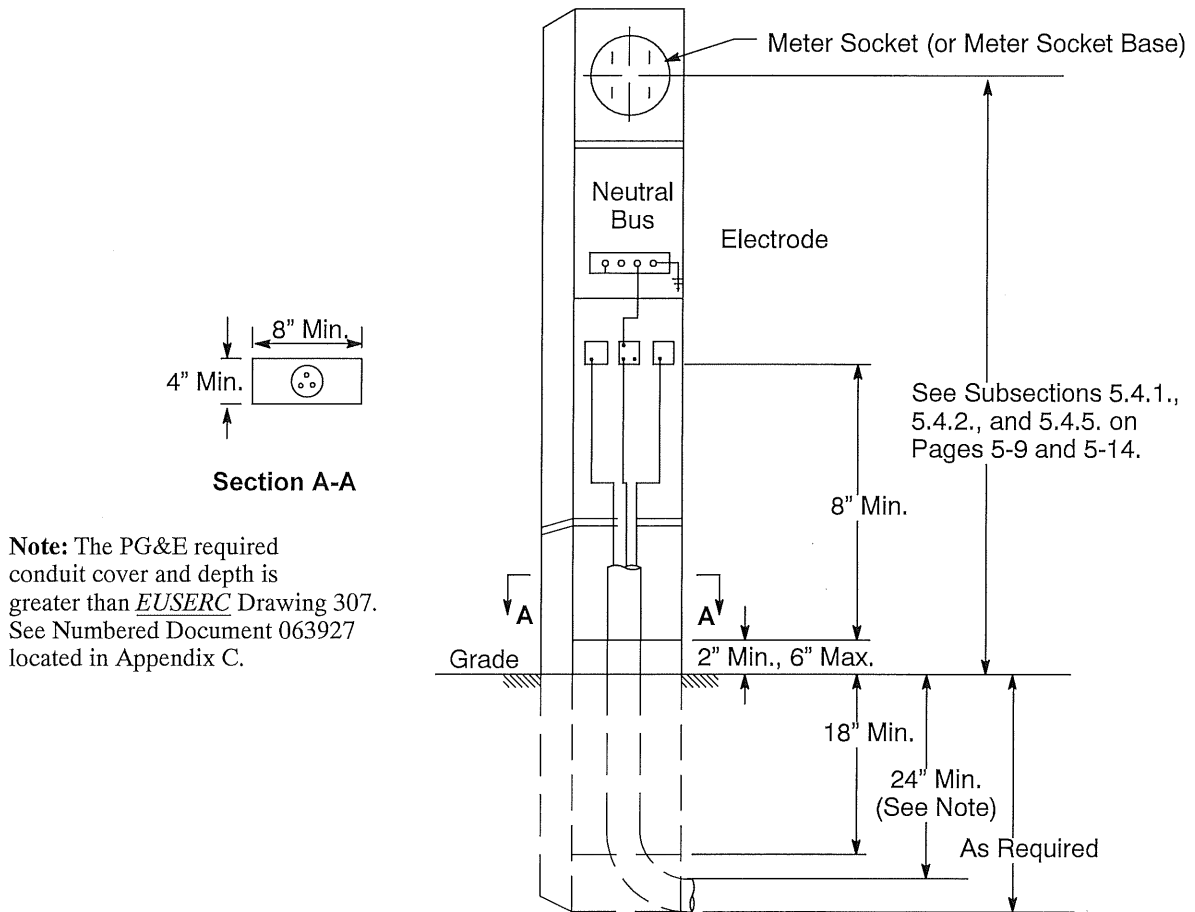 Meter Socket (or Meter Socket Base)
Neutral
Bus
Electrode
8” Min.
4” Min.
Section A-A
See Subsections 5.4.1.,
5.4.2., and 5.4.5. on
Pages 5-9 and 5-14.
8” Min.
Note: The PG&E required
conduit cover and depth is
greater than EUSERC Drawing 307.
See Numbered Document 063927
located in Appendix C.
A
A
Grade
2” Min., 6” Max.
18” Min.
24” Min.
(See Note)
As Required